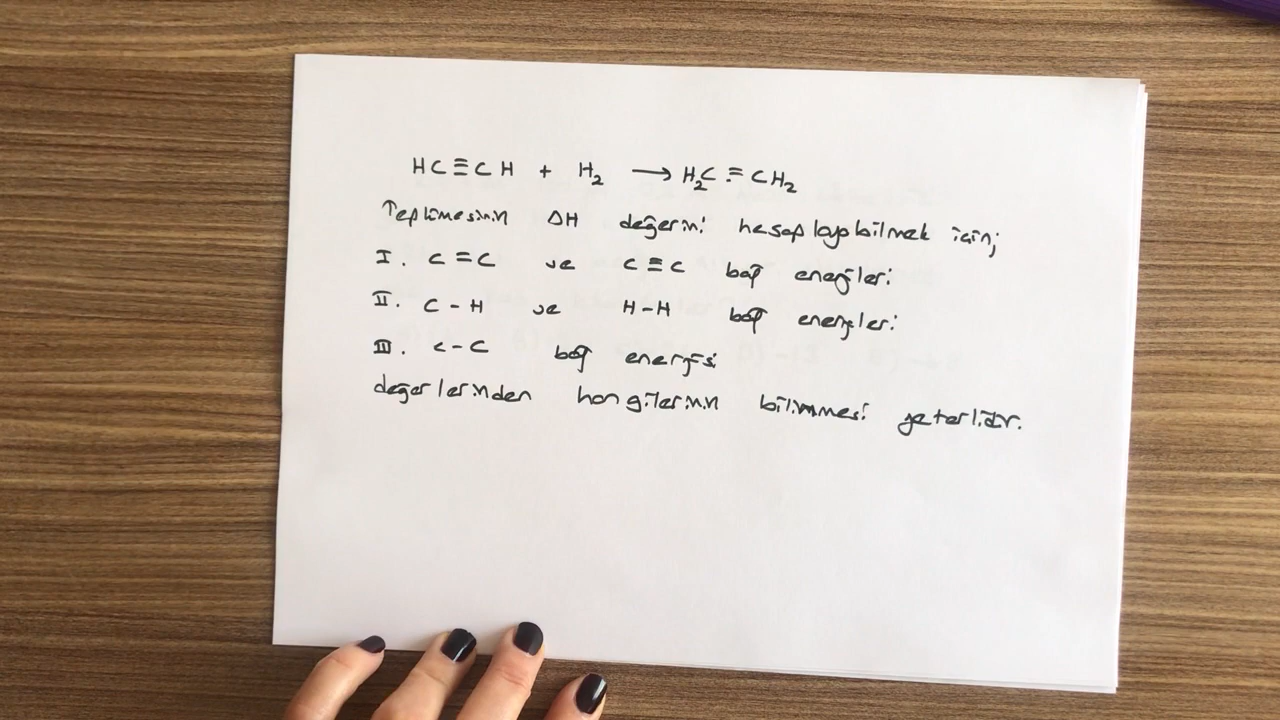 HC≡CH + H₂ ⟶ H₂C=CH₂
Tepkimesinin ΔH değerini hesaplayabilmek için;
I. C=C ve C≡C bağ enerjileri
II. C-H ve H-H bağ enerjileri
III. C-C bağ enerjisi
değerlerinden hangilerinin bilinmesi yeterlidir.